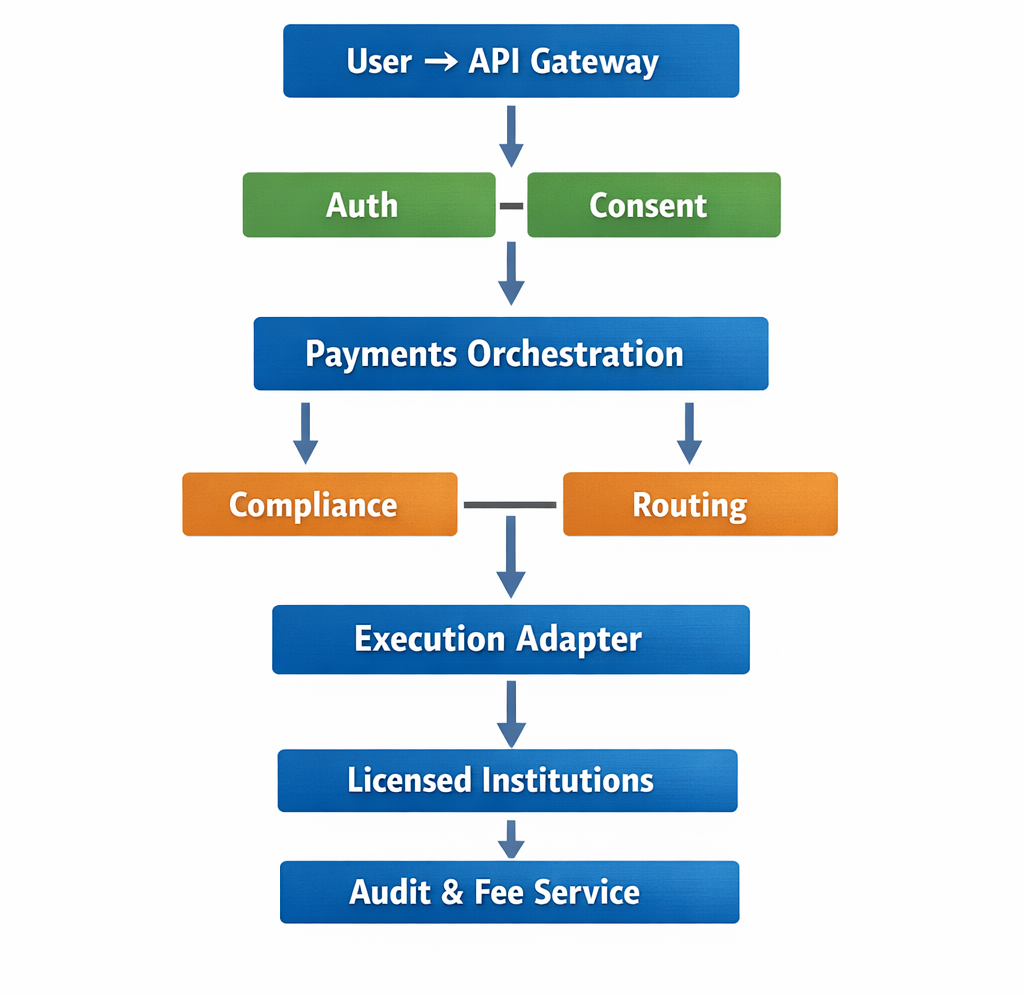 User → API Gateway
Auth
Consent
Payments Orchestration
Compliance
Routing
Execution Adapter
Licensed Institutions
Audit & Fee Service